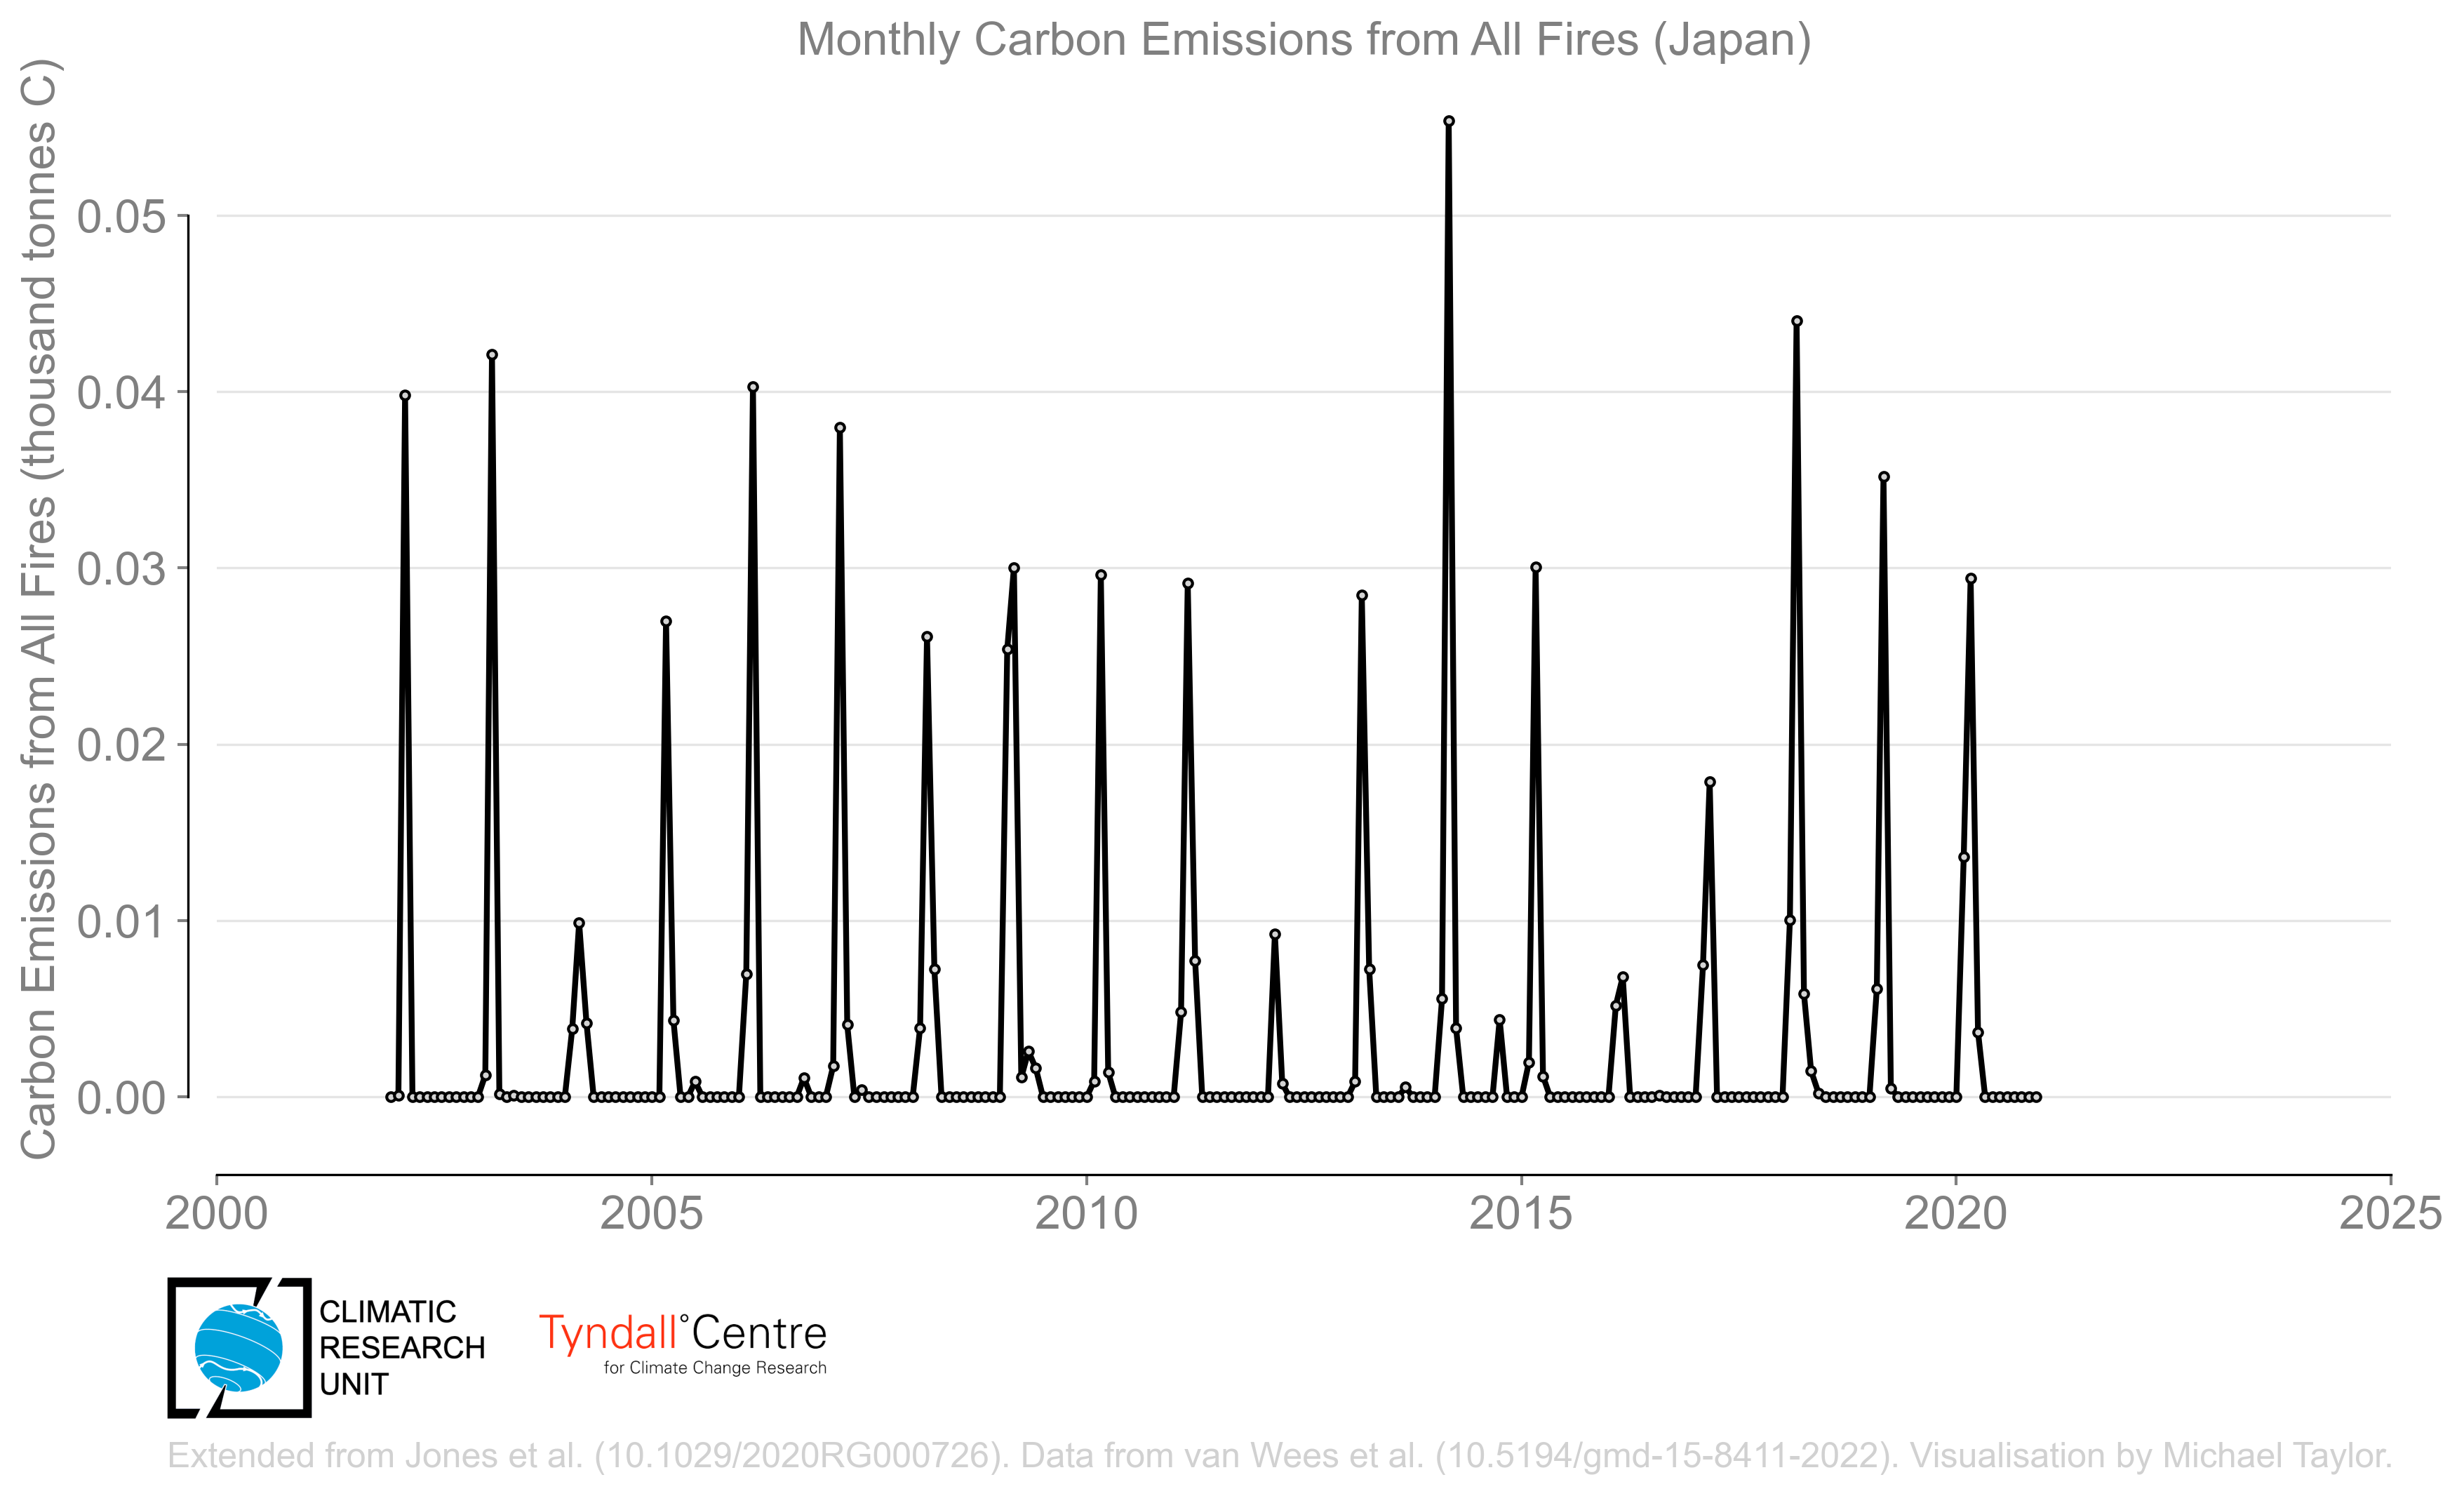 Monthly Carbon Emissions from All Fires (Japan)
Carbon Emissions from All Fires (thousand tonnes C)
0.05
0.04
0.03
0.02
0.01
0.00
2000 2005 2010 2015 2020 2025
CLIMATIC
RESEARCH
UNIT
Tyndall°Centre
for Climate Change Research
Extended from Jones et al. (10.1029/2020RG000726). Data from van Wees et al. (10.5194/gmd-15-8411-2022). Visualisation by Michael Taylor.